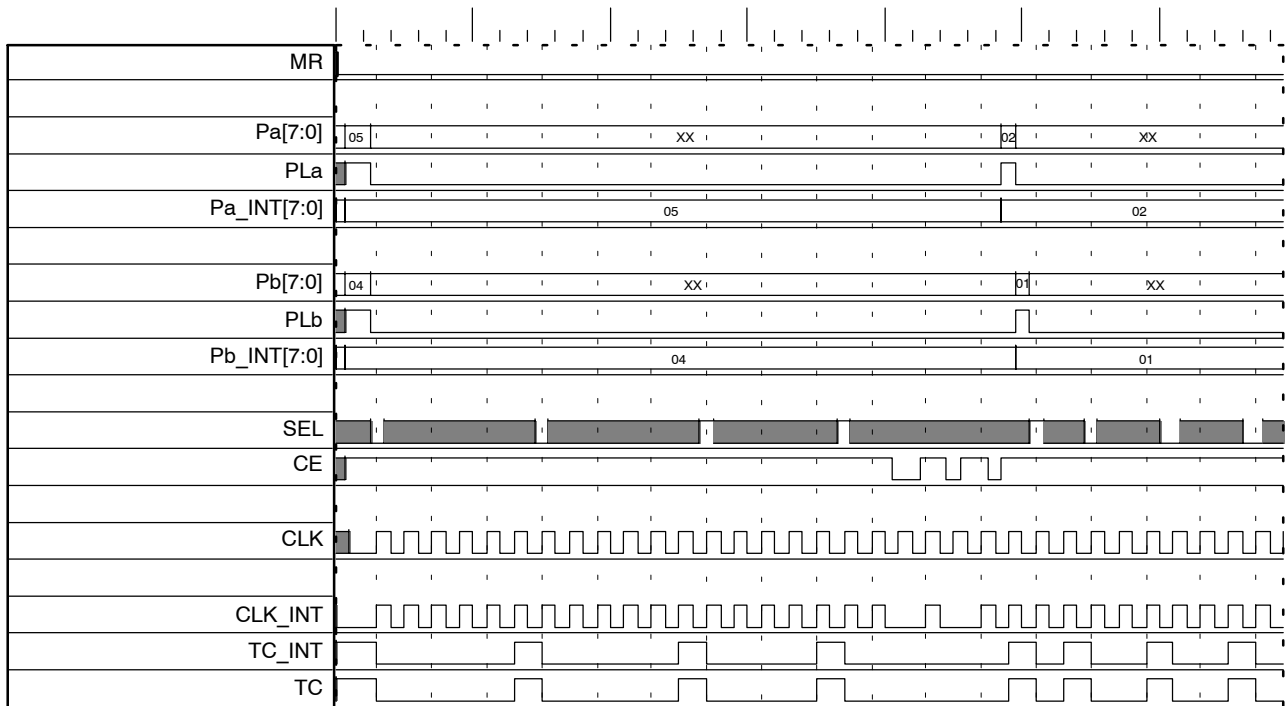 MR
Pa[7:0] 05 XX 02 XX
PLa
Pa_INT[7:0] 05 02
Pb[7:0] 04 XX 01 XX
PLb
Pb_INT[7:0] 04 01
SEL
CE
CLK
CLK_INT
TC_INT
TC